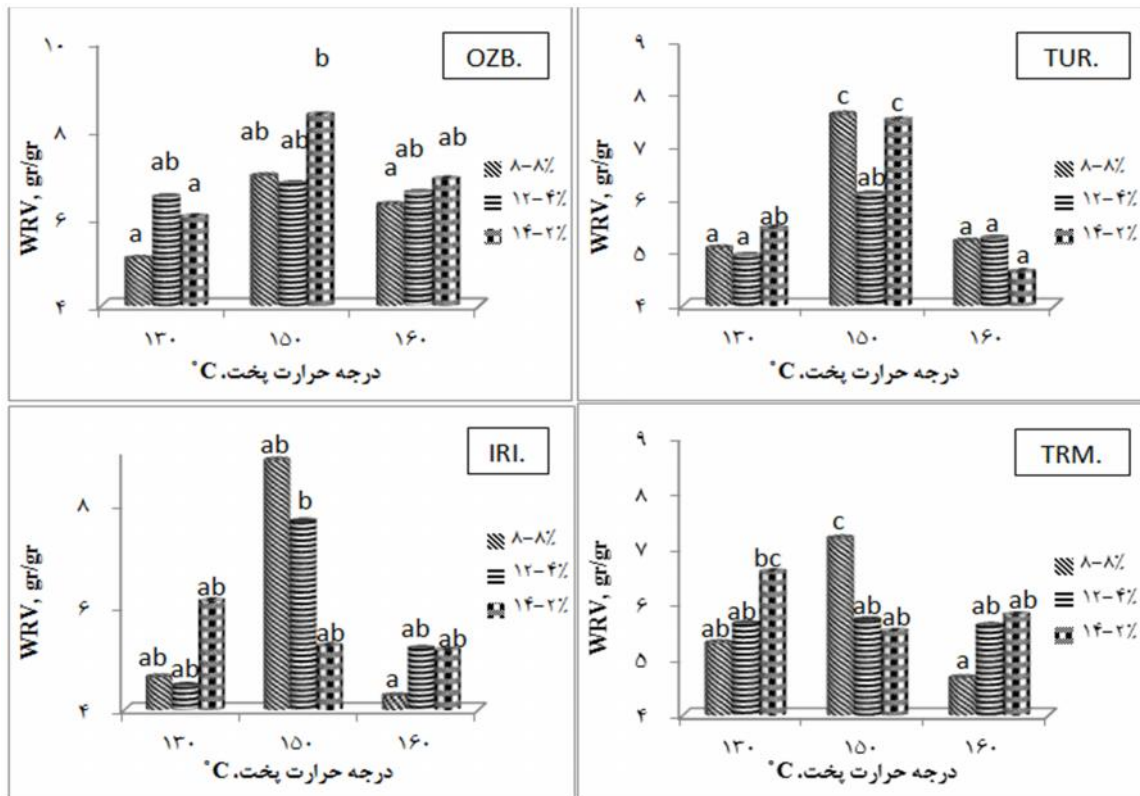 OZB.
۱۰
۸
۶
۴
WRV, gr/gr
a
ab
a
ab
ab
b
a
ab
ab
۱۳۰
۱۵۰
۱۶۰
درجه حرارت پخت. °C
۸-۸٪
۱۲-۴٪
۱۴-۲٪
TUR.
۹
۸
۷
۶
۵
۴
WRV, gr/gr
a
a
ab
c
ab
c
a
a
a
۱۳۰
۱۵۰
۱۶۰
درجه حرارت پخت. °C
۸-۸٪
۱۲-۴٪
۱۴-۲٪
IRI.
۸
۶
۴
WRV, gr/gr
ab
ab
ab
ab
b
ab
a
ab
ab
۱۳۰
۱۵۰
۱۶۰
درجه حرارت پخت. °C
۸-۸٪
۱۲-۴٪
۱۴-۲٪
TRM.
۹
۸
۷
۶
۵
۴
WRV, gr/gr
ab
ab
bc
c
ab
ab
a
ab
ab
۱۳۰
۱۵۰
۱۶۰
درجه حرارت پخت. °C
۸-۸٪
۱۲-۴٪
۱۴-۲٪